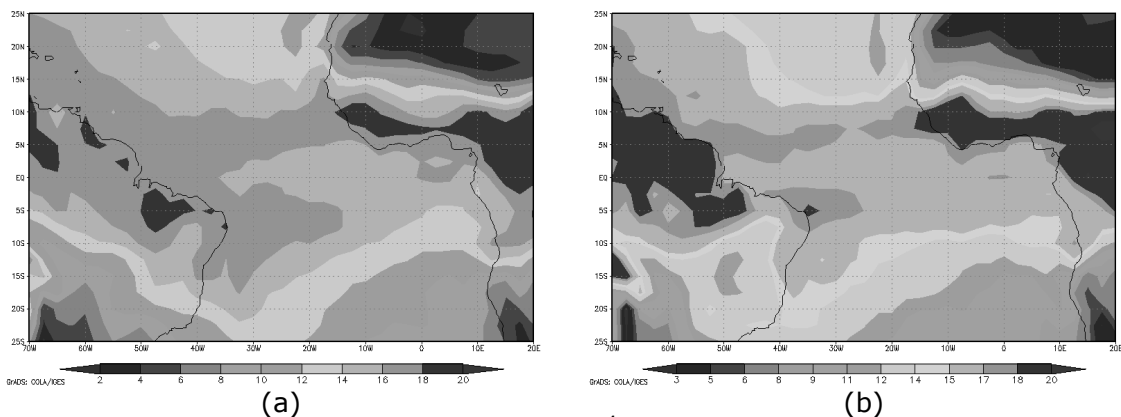 25N 25N
20N 20N
15N 15N
10N 10N
5N 5N
EQ EQ
5S 5S
10S 10S
15S 15S
20S 20S
25S 25S
70W 60W 50W 40W 30W 20W 10W 0 10E 20E 70W 60W 50W 40W 30W 20W 10W 0 10E 20E
GrADS: COLA/IGES 2 4 6 8 10 12 14 16 18 20 GrADS: COLA/IGES 3 5 6 8 9 11 12 14 15 17 18 20
(a) (b)